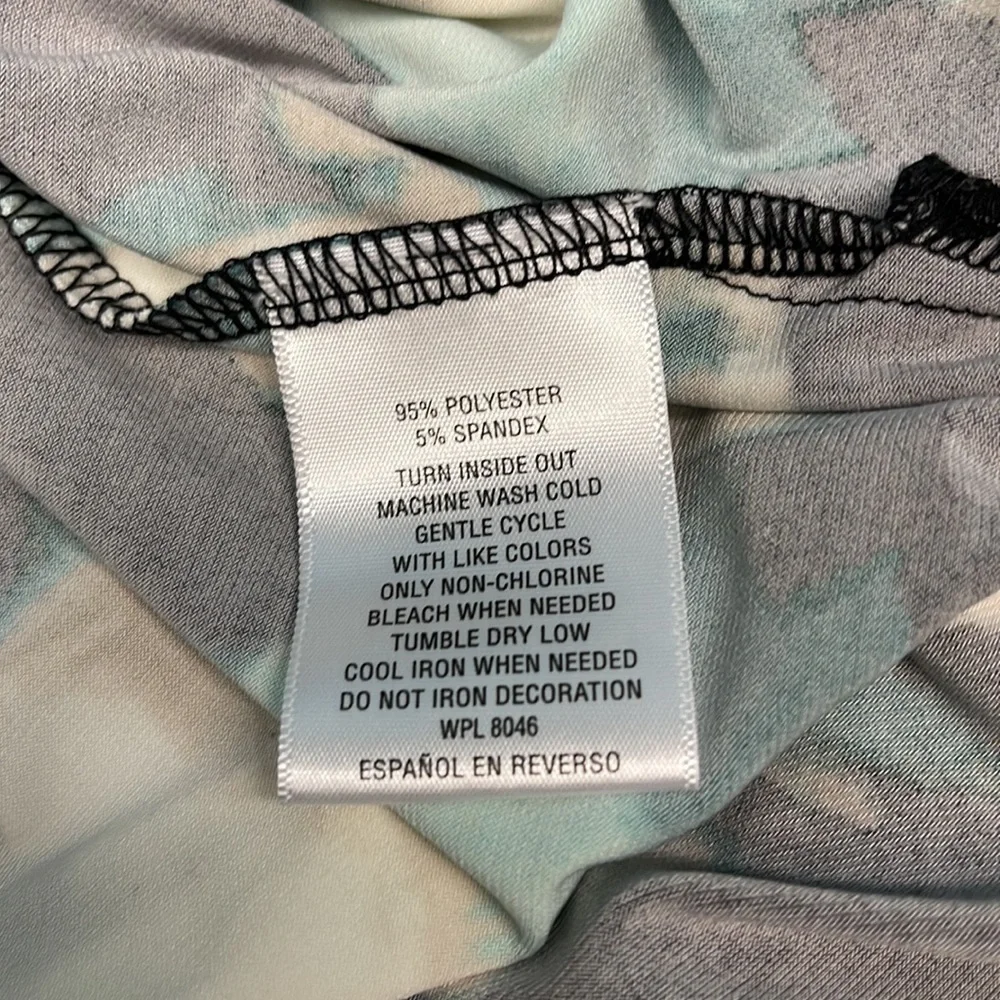 95% POLYESTER
5% SPANDEX
TURN INSIDE OUT
MACHINE WASH COLD
GENTLE CYCLE
WITH LIKE COLORS
ONLY NON-CHLORINE
BLEACH WHEN NEEDED
TUMBLE DRY LOW
COOL IRON WHEN NEEDED
DO NOT IRON DECORATION
WPL 8046
ESPAÑOL EN REVERSO